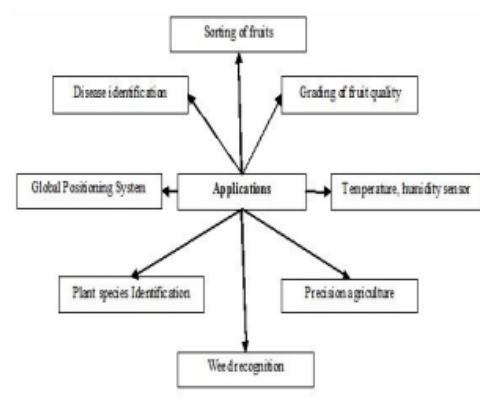 Sorting of fruits
Disease identification
Grading of fruit quality
Global Positioning System
Applications
Temperature, humidity sensor
Plant species Identification
Precision agriculture
Weed recognition